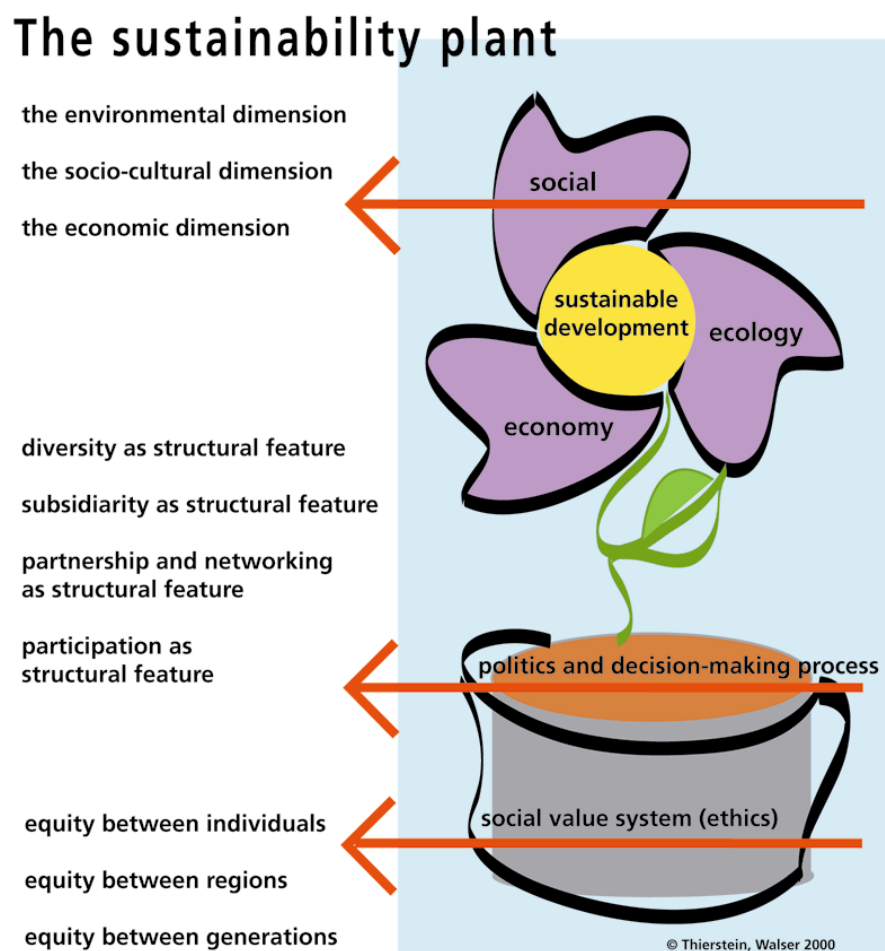 The sustainability plant
the environmental dimension
the socio-cultural dimension
the economic dimension
social
sustainable
development
ecology
economy
diversity as structural feature
subsidiarity as structural feature
partnership and networking
as structural feature
participation as
structural feature
politics and decision-making process
social value system (ethics)
equity between individuals
equity between regions
equity between generations
© Thierstein, Walser 2000